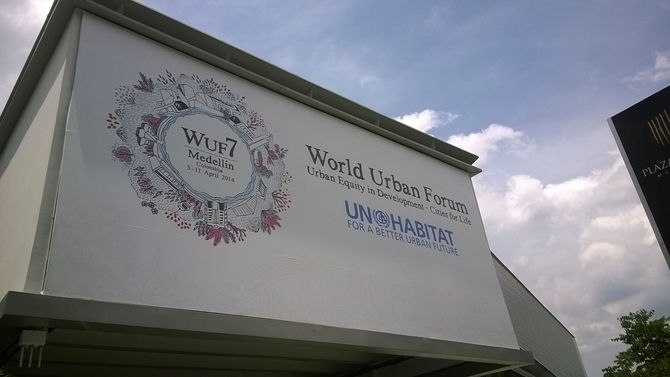 WUF7
Medellin
Colombia
5 - 11 April 2014
World Urban Forum
Urban Equity in Development - Cities for Life
UN HABITAT
FOR A BETTER URBAN FUTURE
PLAZA